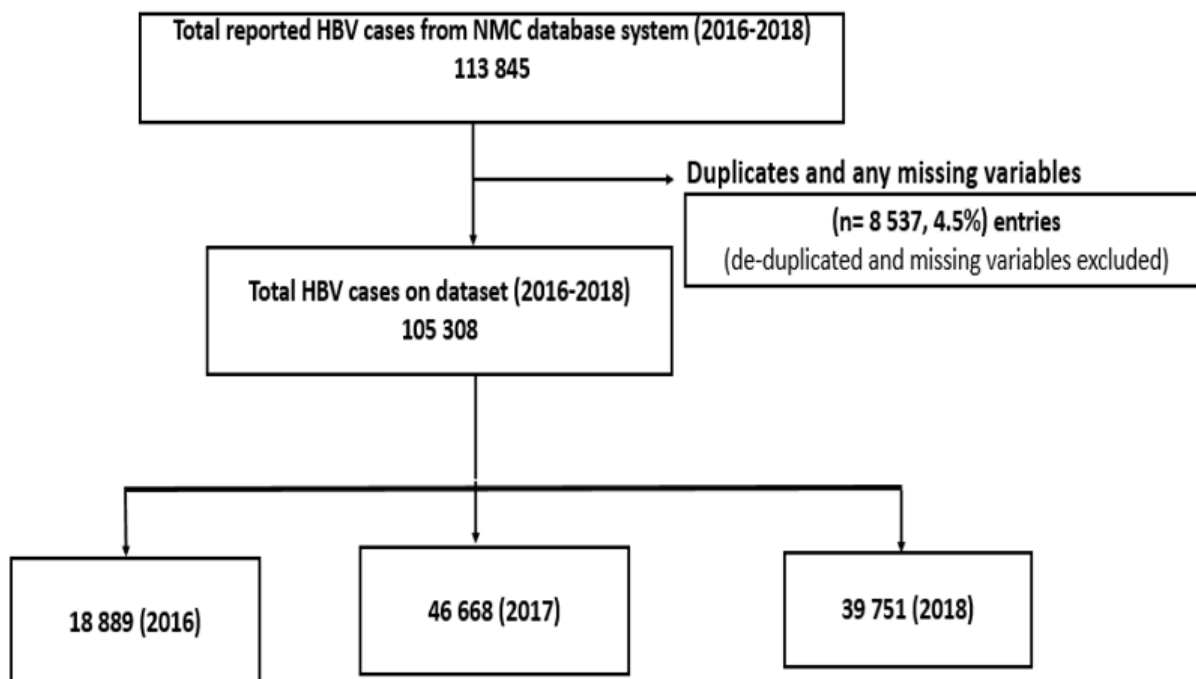 Total reported HBV cases from NMC database system (2016-2018)
113 845
Duplicates and any missing variables
(n= 8 537, 4.5%) entries
(de-duplicated and missing variables excluded)
Total HBV cases on dataset (2016-2018)
105 308
18 889 (2016)
46 668 (2017)
39 751 (2018)